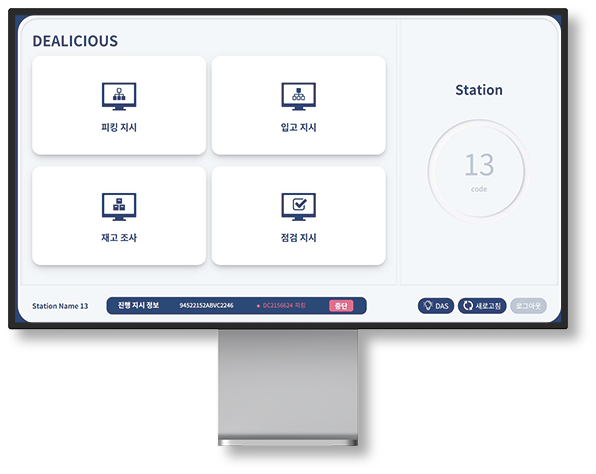 DEALICIOUS
피킹 지시
입고 지시
재고 조사
점검 지시
Station
13
code
Station Name 13
진행 지시 정보 94522152ABVC2246 DC2156624 피킹 중단
DAS
새로고침
로그아웃